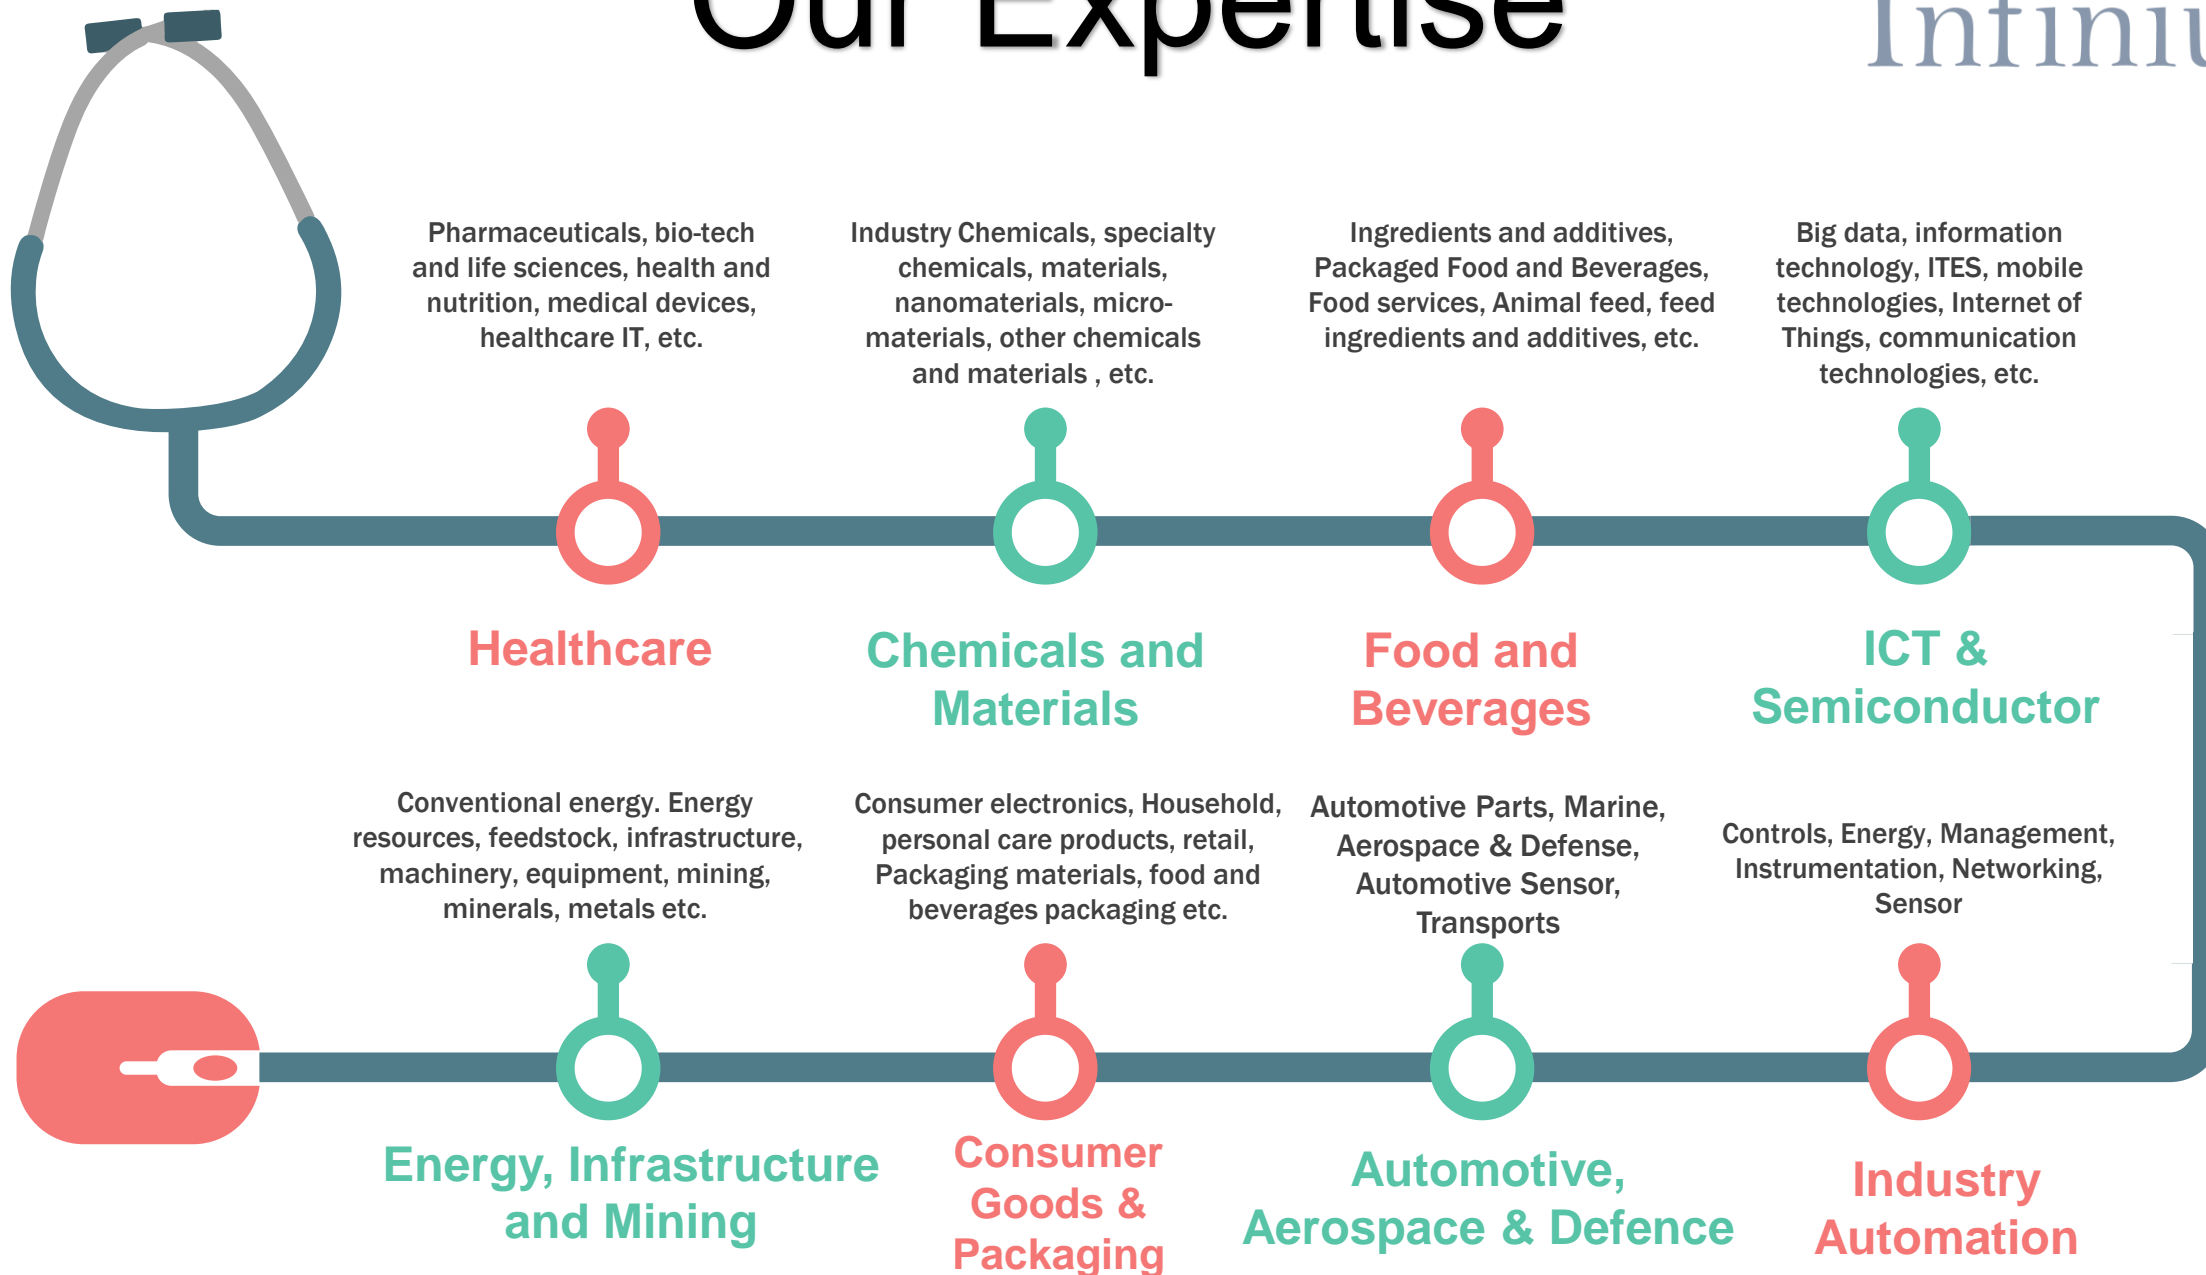 Our Expertise
Pharmaceuticals, bio-tech
and life sciences, health and
nutrition, medical devices,
healthcare IT, etc.
Industry Chemicals, specialty
chemicals, materials,
nanomaterials, micro-
materials, other chemicals
and materials , etc.
Ingredients and additives,
Packaged Food and Beverages,
Food services, Animal feed, feed
ingredients and additives, etc.
Big data, information
technology, ITES, mobile
technologies, Internet of
Things, communication
technologies, etc.
Healthcare
Chemicals and
Materials
Food and
Beverages
ICT &
Semiconductor
Conventional energy. Energy
resources, feedstock, infrastructure,
machinery, equipment, mining,
minerals, metals etc.
Consumer electronics, Household,
personal care products, retail,
Packaging materials, food and
beverages packaging etc.
Automotive Parts, Marine,
Aerospace & Defense,
Automotive Sensor,
Transports
Controls, Energy, Management,
Instrumentation, Networking,
Sensor
Energy, Infrastructure
and Mining
Consumer
Goods &
Packaging
Automotive,
Aerospace & Defence
Industry
Automation